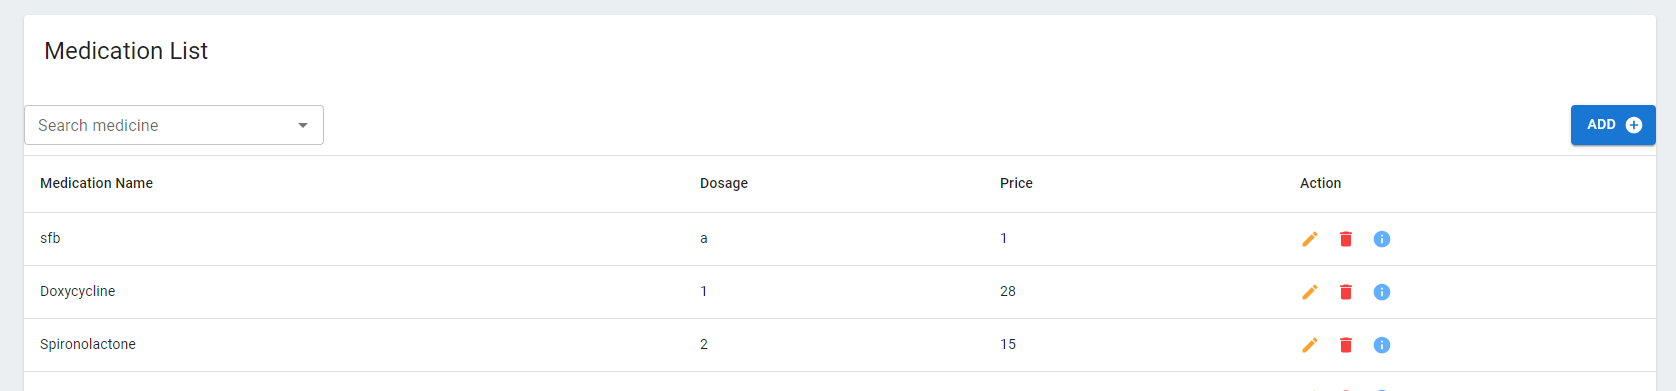 Medication List
Search medicine
ADD
Medication Name Dosage Price Action
sfb a 1
Doxycycline 1 28
Spironolactone 2 15